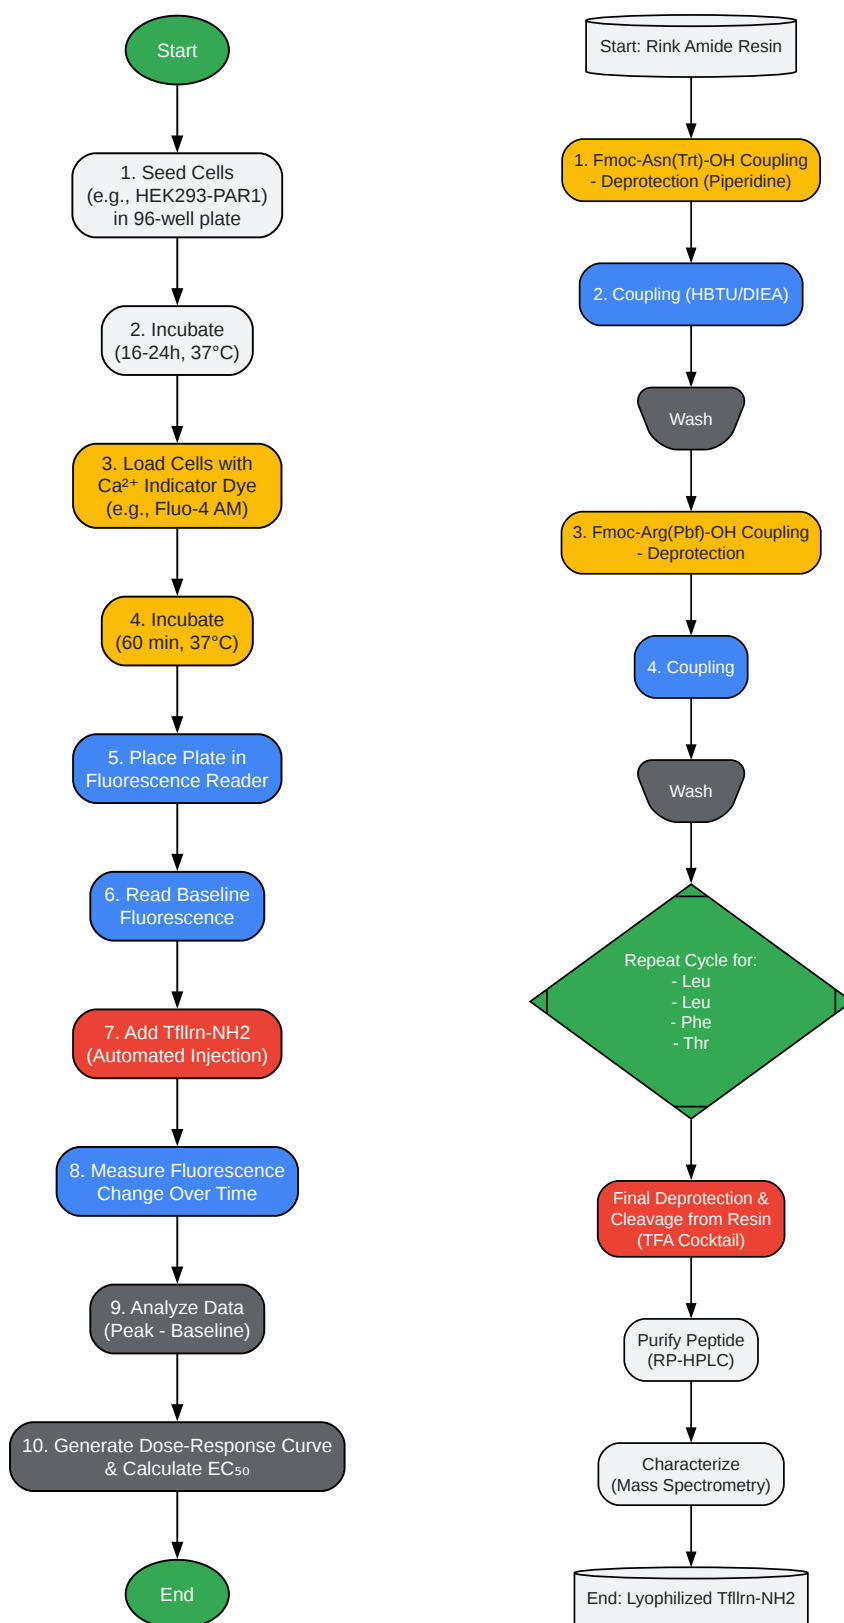 Start
1. Seed Cells
(e.g., HEK293-PAR1)
in 96-well plate
2. Incubate
(16-24h, 37°C)
3. Load Cells with
Ca²⁺ Indicator Dye
(e.g., Fluo-4 AM)
4. Incubate
(60 min, 37°C)
5. Place Plate in
Fluorescence Reader
6. Read Baseline
Fluorescence
7. Add Tfllrn-NH2
(Automated Injection)
8. Measure Fluorescence
Change Over Time
9. Analyze Data
(Peak - Baseline)
10. Generate Dose-Response Curve
& Calculate EC₅₀
End
Start: Rink Amide Resin
1. Fmoc-Asn(Trt)-OH Coupling
- Deprotection (Piperidine)
2. Coupling (HBTU/DIEA)
Wash
3. Fmoc-Arg(Pbf)-OH Coupling
- Deprotection
4. Coupling
Wash
Repeat Cycle for:
- Leu
- Leu
- Phe
- Thr
Final Deprotection &
Cleavage from Resin
(TFA Cocktail)
Purify Peptide
(RP-HPLC)
Characterize
(Mass Spectrometry)
End: Lyophilized Tfllrn-NH2